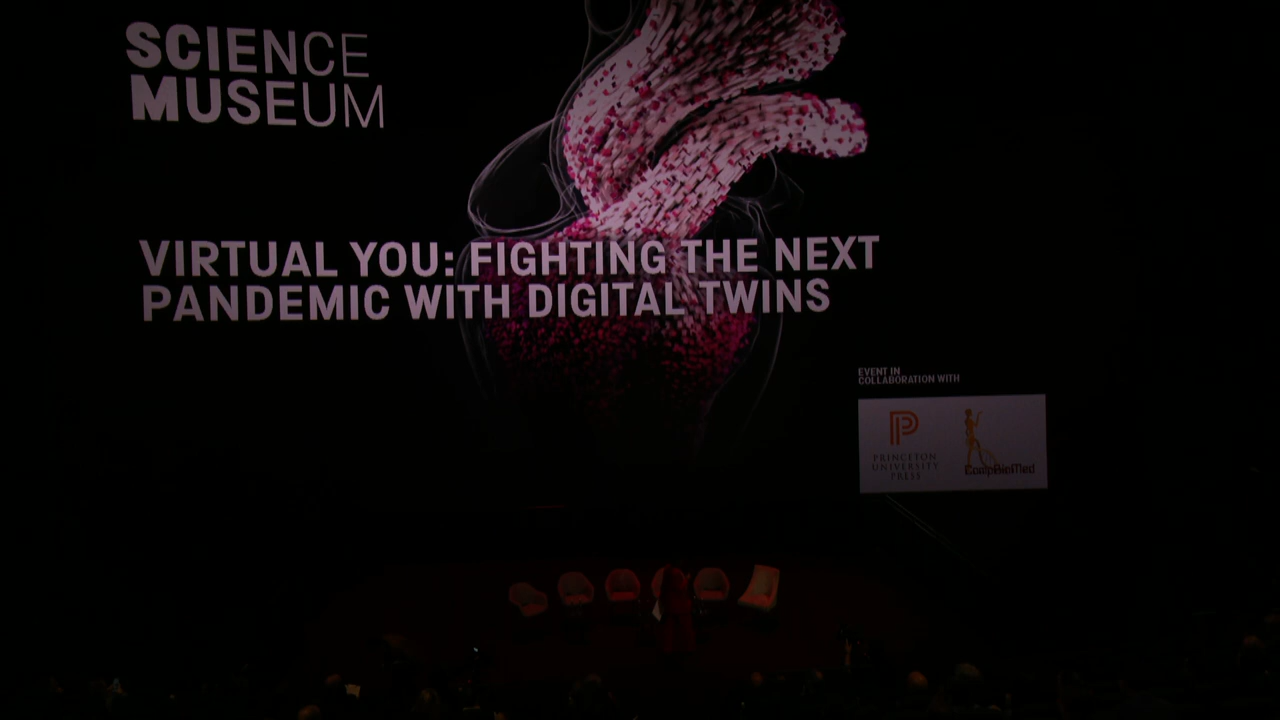 SCIENCE
MUSEUM
VIRTUAL YOU: FIGHTING THE NEXT
PANDEMIC WITH DIGITAL TWINS
EVENT IN
COLLABORATION WITH
PRINCETON
UNIVERSITY
PRESS
CompBioMed